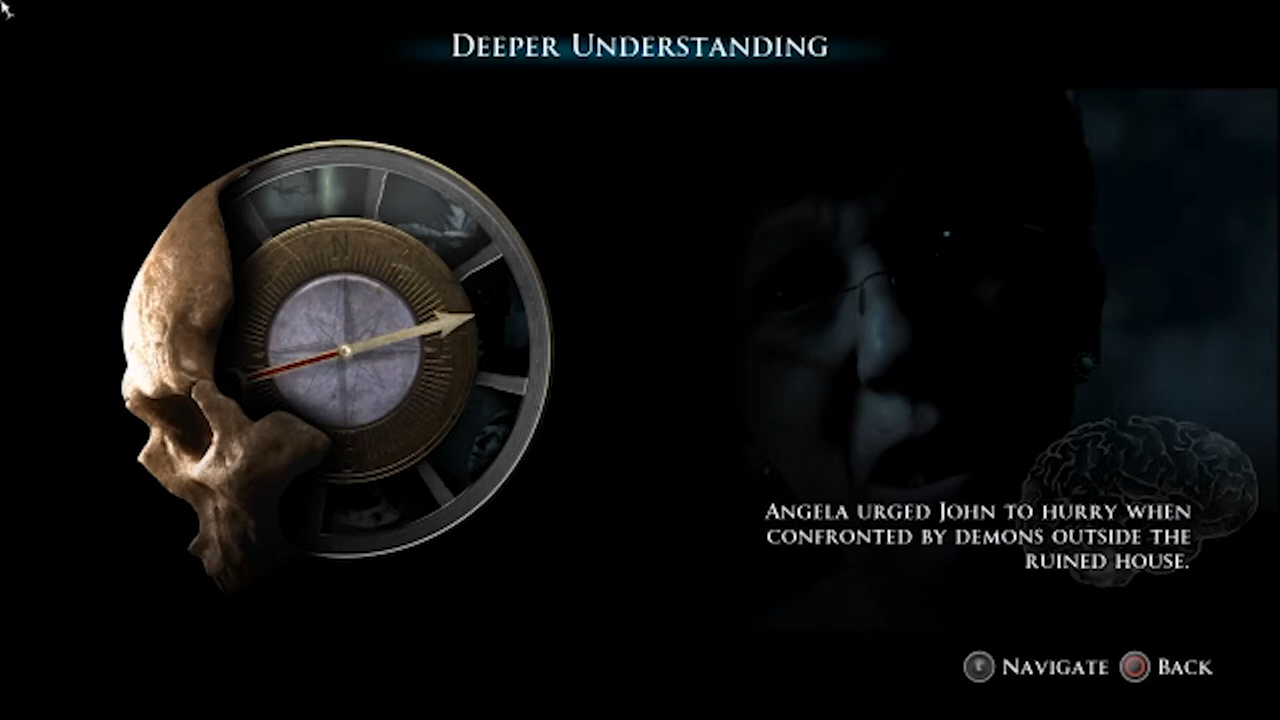 Deeper Understanding
N
Angela urged John to hurry when
confronted by demons outside the
ruined house.
Navigate Back